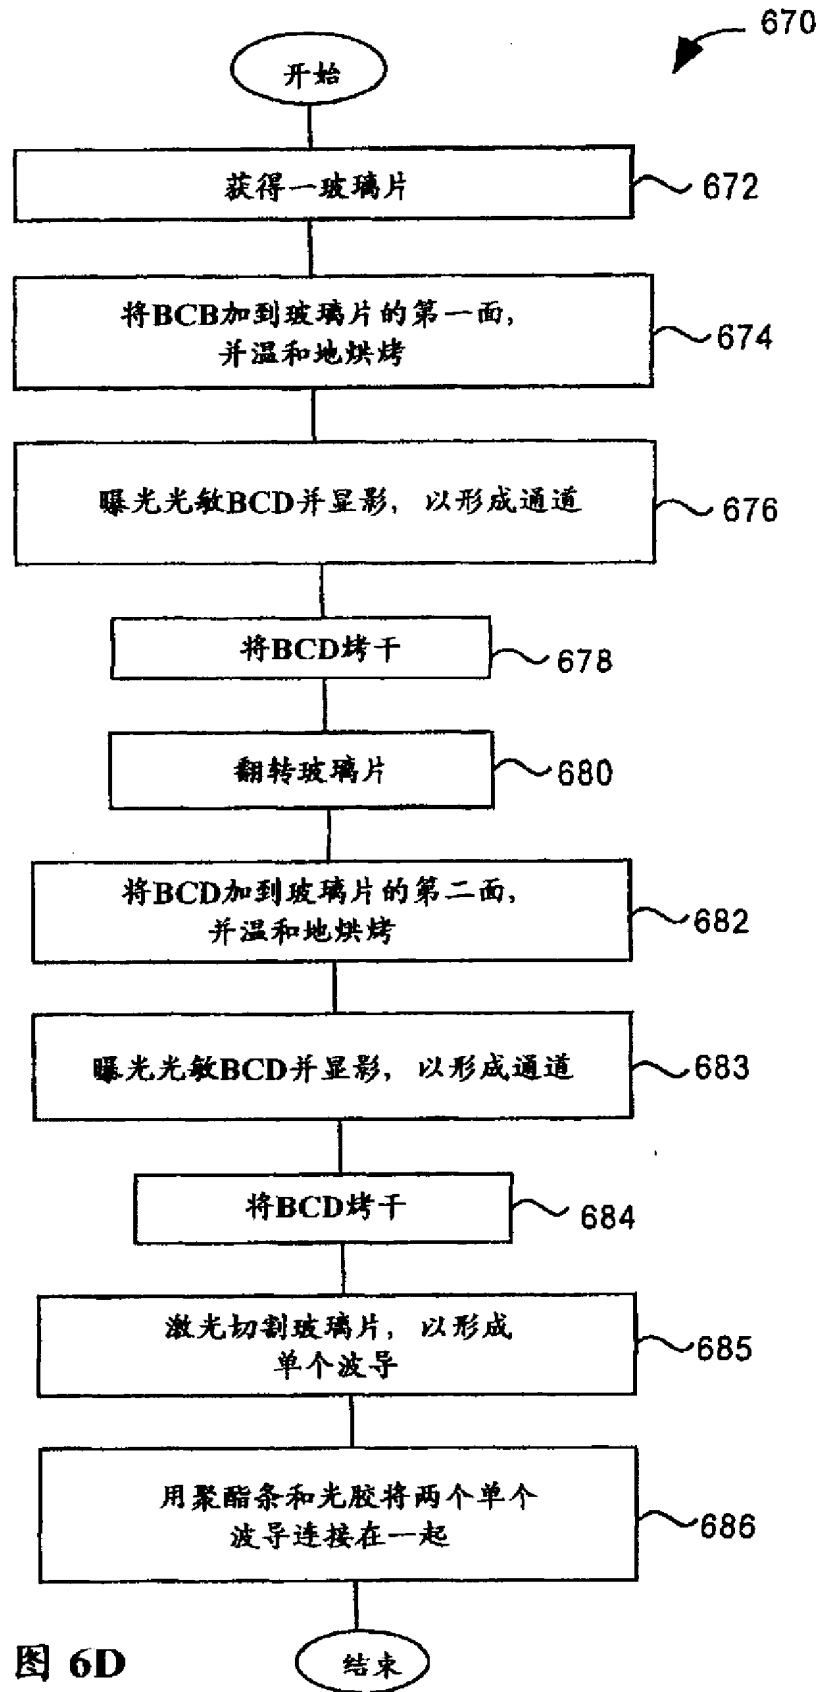 670
开始
获得一玻璃片
672
将BCB加到玻璃片的第一面，
并温和地烘烤
674
曝光光敏BCD并显影，以形成通道
676
将BCD烤干
678
翻转玻璃片
680
将BCD加到玻璃片的第二面，
并温和地烘烤
682
曝光光敏BCD并显影，以形成通道
683
将BCD烤干
684
激光切割玻璃片，以形成
单个波导
685
用聚酯条和光胶将两个单个
波导连接在一起
686
结束
图 6D